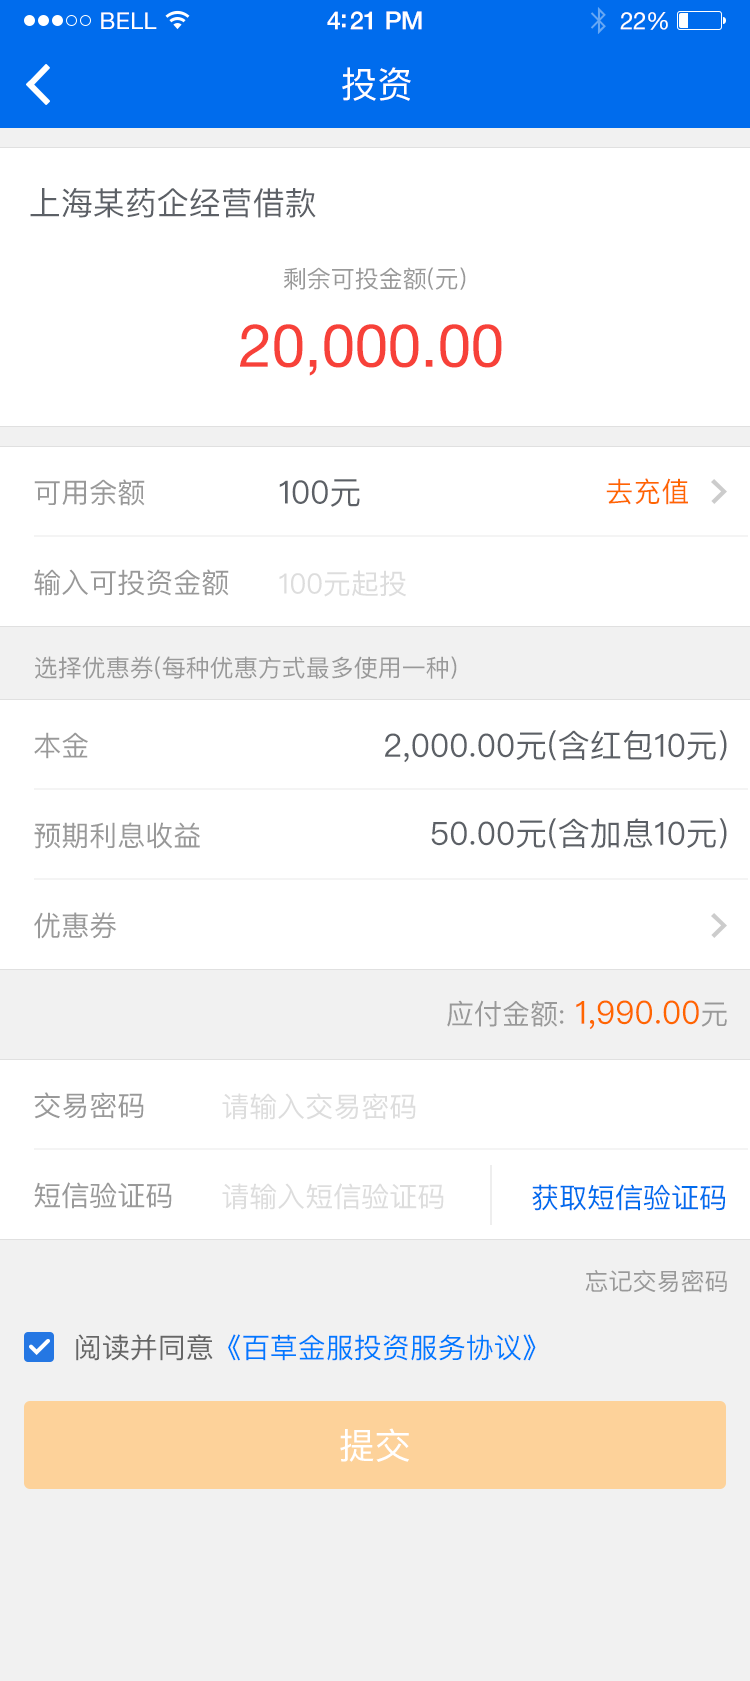 BELL 4:21 PM 22%
投资
上海某药企经营借款
剩余可投金额(元)
20,000.00
可用余额 100元 去充值
输入可投资金额 100元起投
选择优惠券(每种优惠方式最多使用一种)
本金 2,000.00元(含红包10元)
预期利息收益 50.00元(含加息10元)
优惠券
应付金额: 1,990.00元
交易密码 请输入交易密码
短信验证码 请输入短信验证码 获取短信验证码
忘记交易密码
阅读并同意《百草金服投资服务协议》
提交